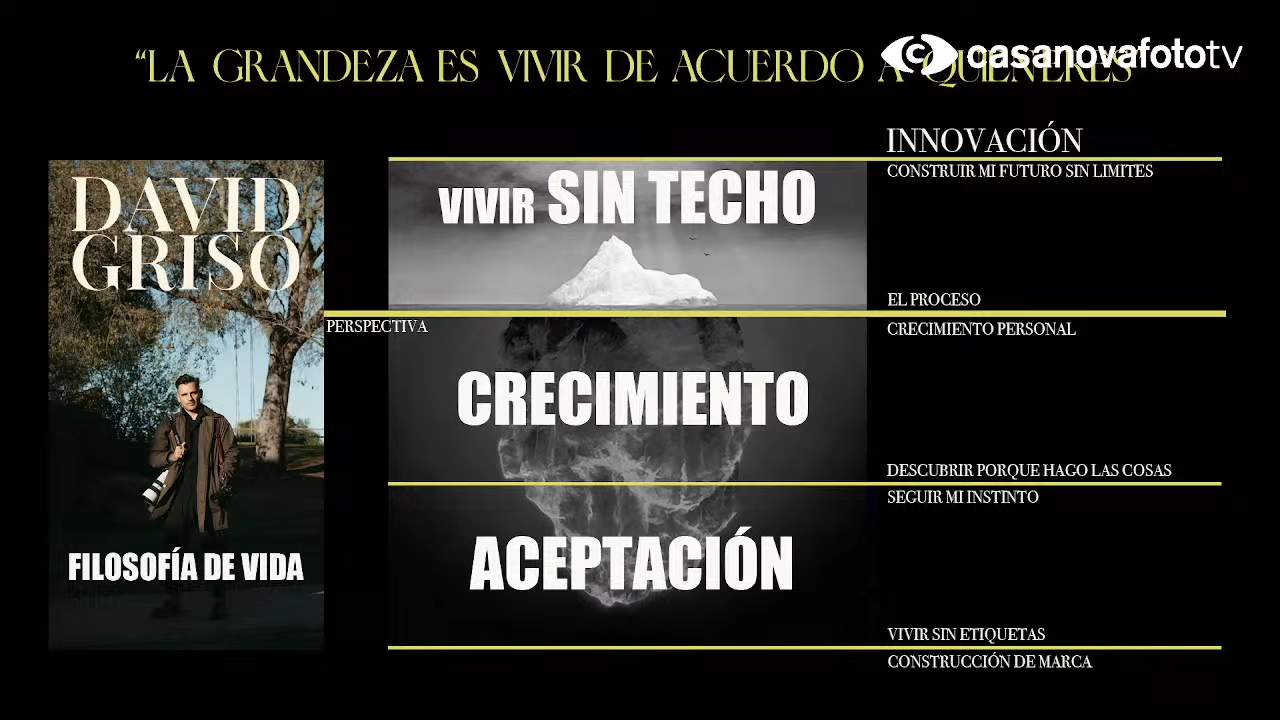 “LA GRANDEZA ES VIVIR DE ACUERDO A QUIEN ERES”
casanovafototv
INNOVACIÓN
CONSTRUIR MI FUTURO SIN LIMITES
DAVID
GRISO
VIVIR SIN TECHO
EL PROCESO
PERSPECTIVA
CRECIMIENTO PERSONAL
CRECIMIENTO
DESCUBRIR PORQUE HAGO LAS COSAS
SEGUIR MI INSTINTO
ACEPTACIÓN
FILOSOFÍA DE VIDA
VIVIR SIN ETIQUETAS
CONSTRUCCIÓN DE MARCA